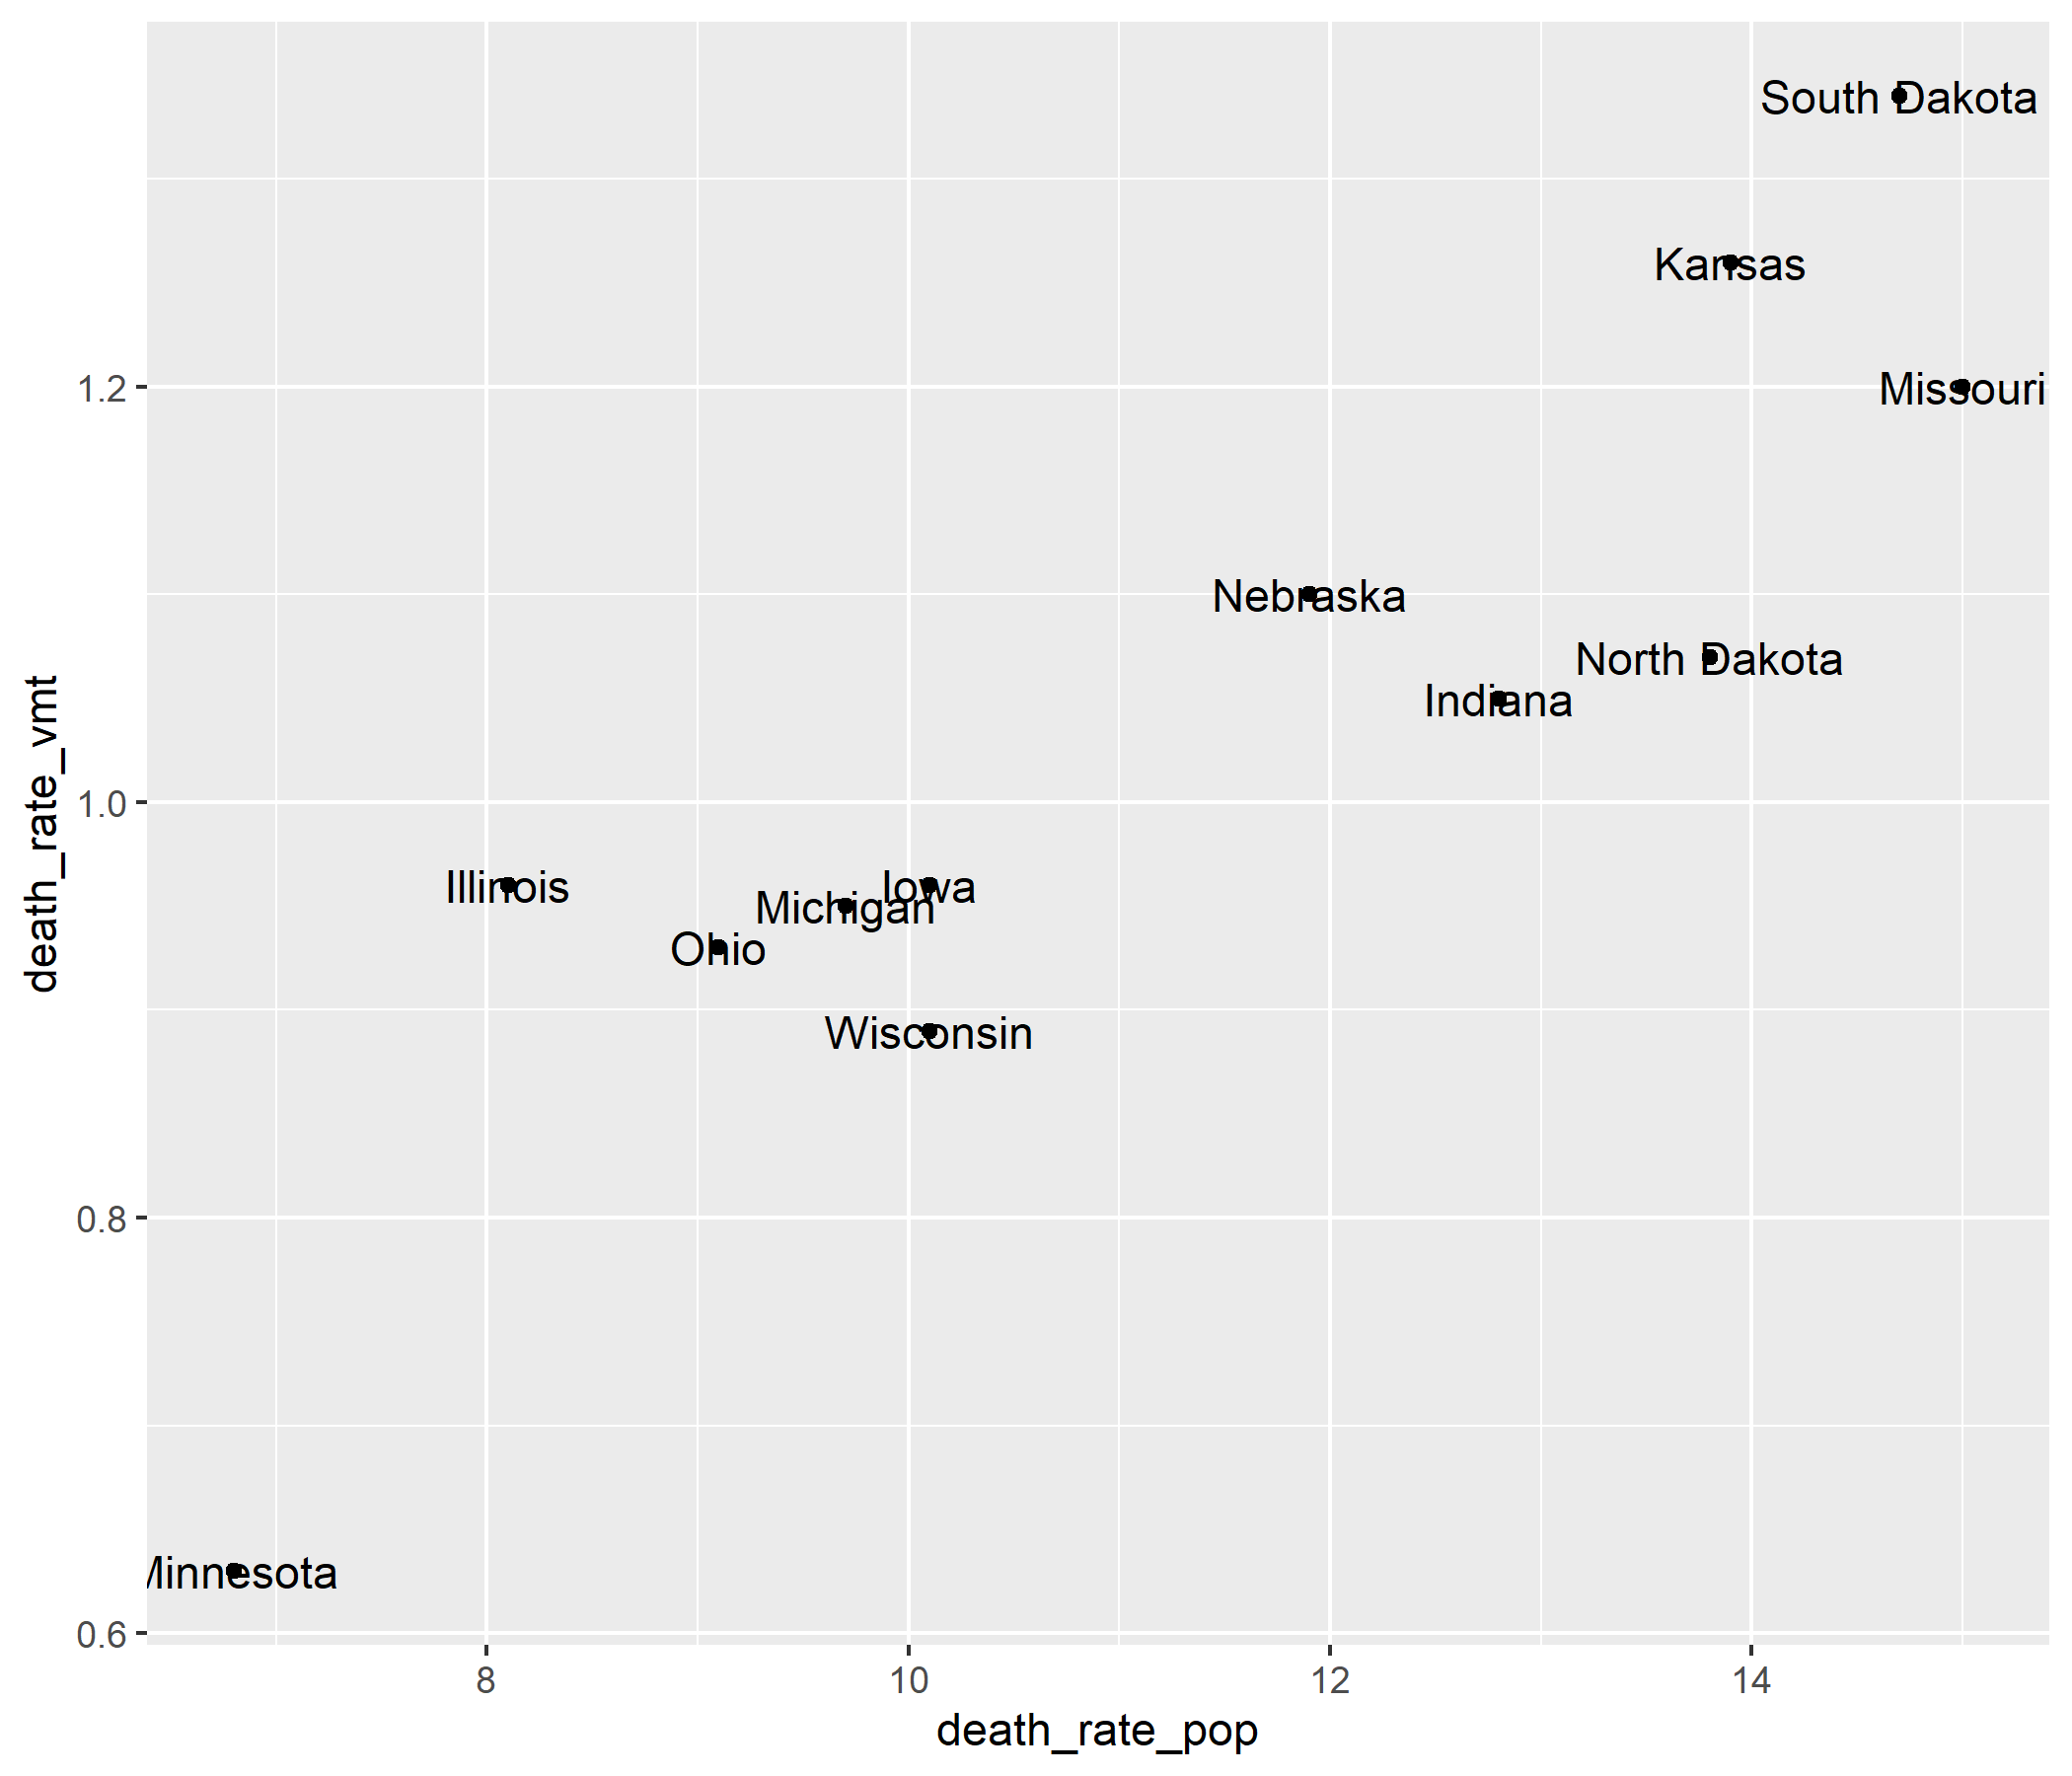 South Dakota
Kansas
1.2
Missouri
Nebraska
North Dakota
Indiana
death_rate_vmt
1.0
Illinois
Iowa
Michigan
Ohio
Wisconsin
0.8
Minnesota
0.6
8 10 12 14
death_rate_pop